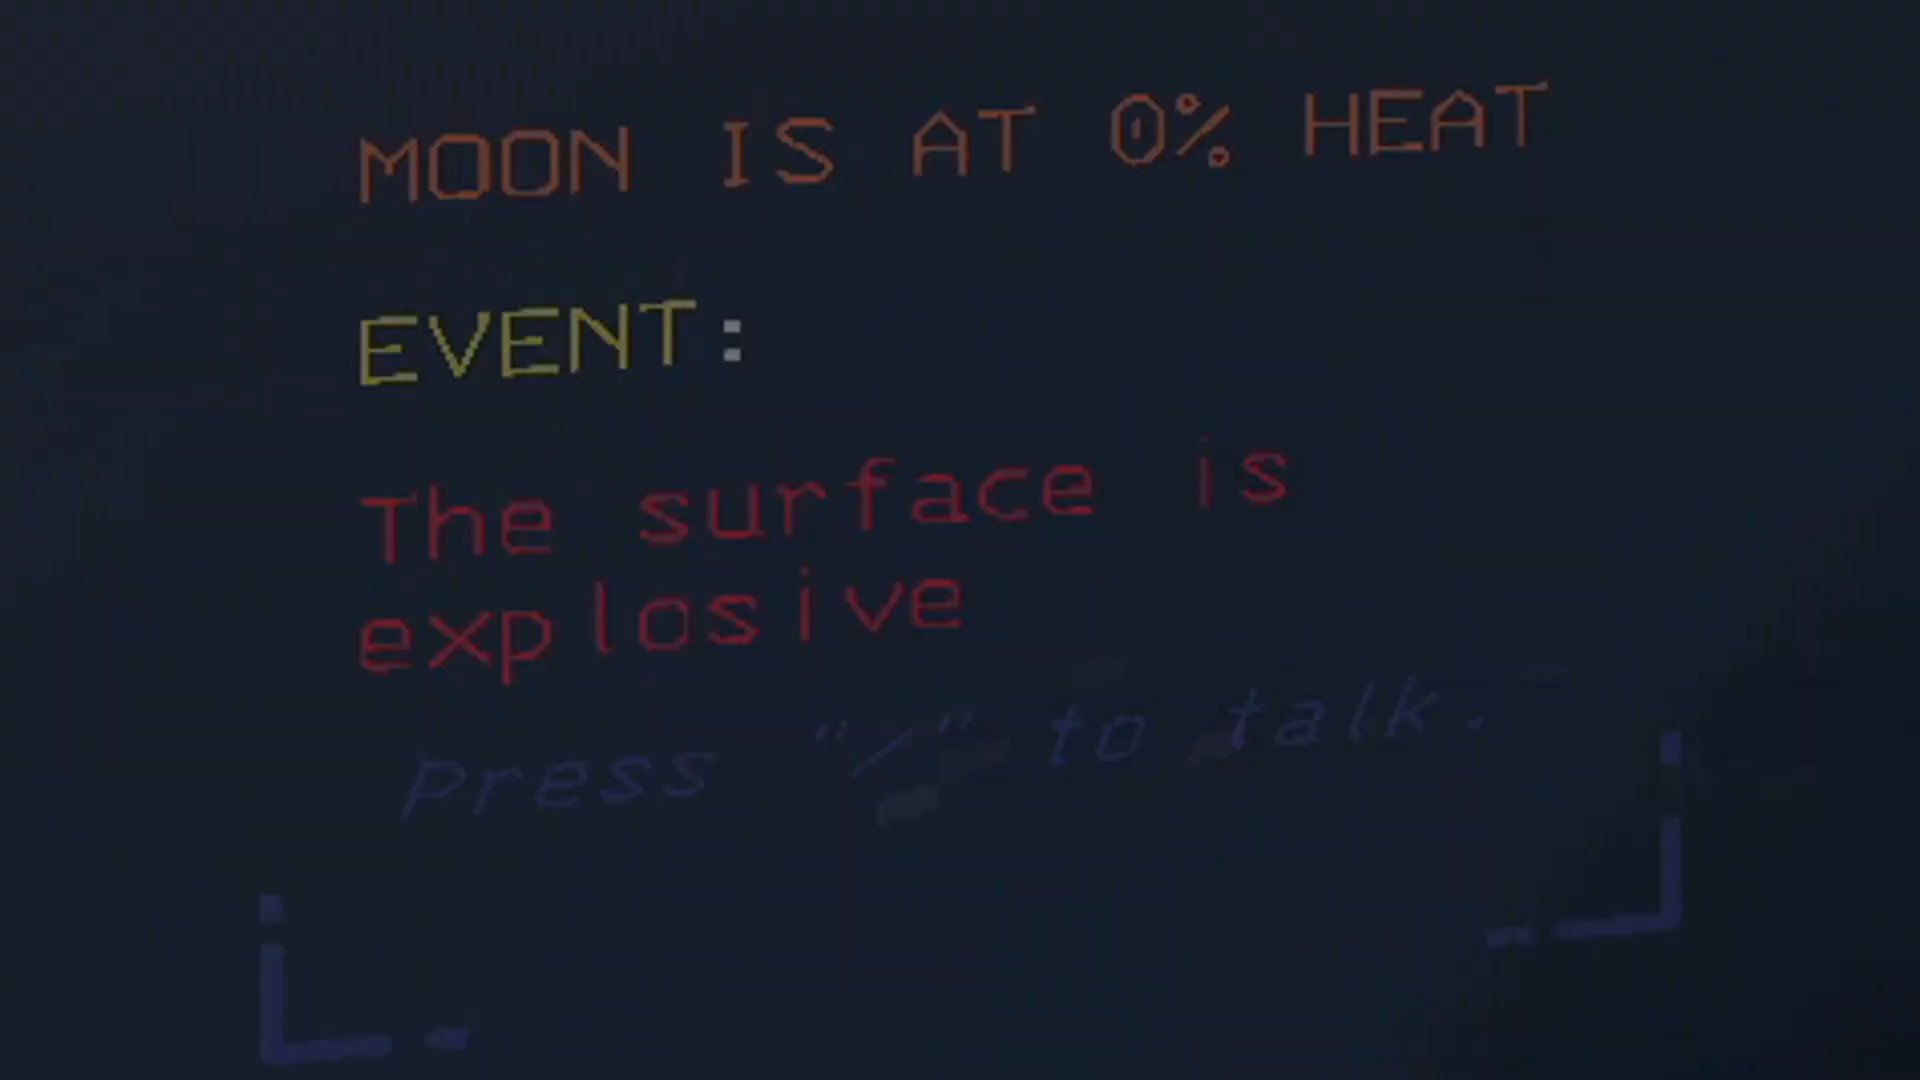 MOON IS AT 0% HEAT
EVENT:
The surface is
explosive
Press "/" to talk.